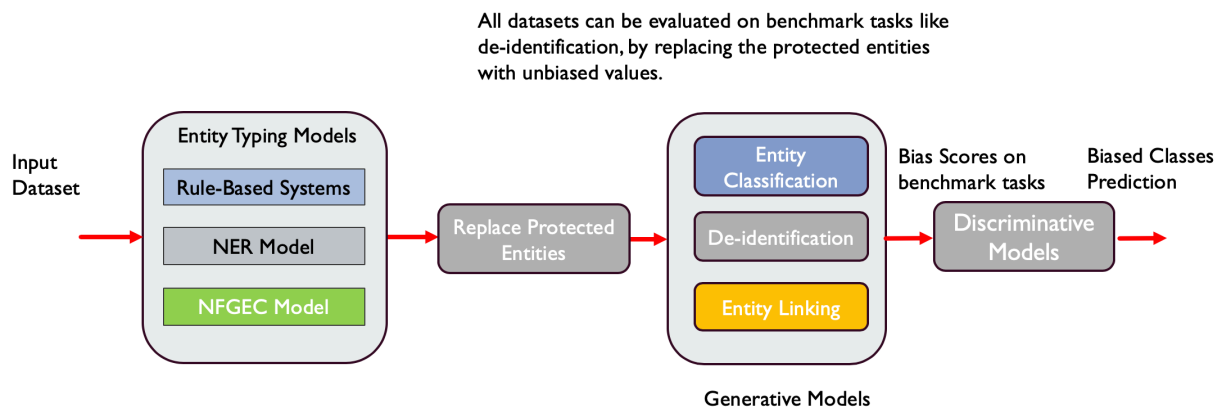 All datasets can be evaluated on benchmark tasks like
de-identification, by replacing the protected entities
with unbiased values.
Input
Dataset
Entity Typing Models
Rule-Based Systems
NER Model
NFGEC Model
Replace Protected
Entities
Entity
Classification
De-identification
Entity Linking
Generative Models
Bias Scores on
benchmark tasks
Discriminative
Models
Biased Classes
Prediction